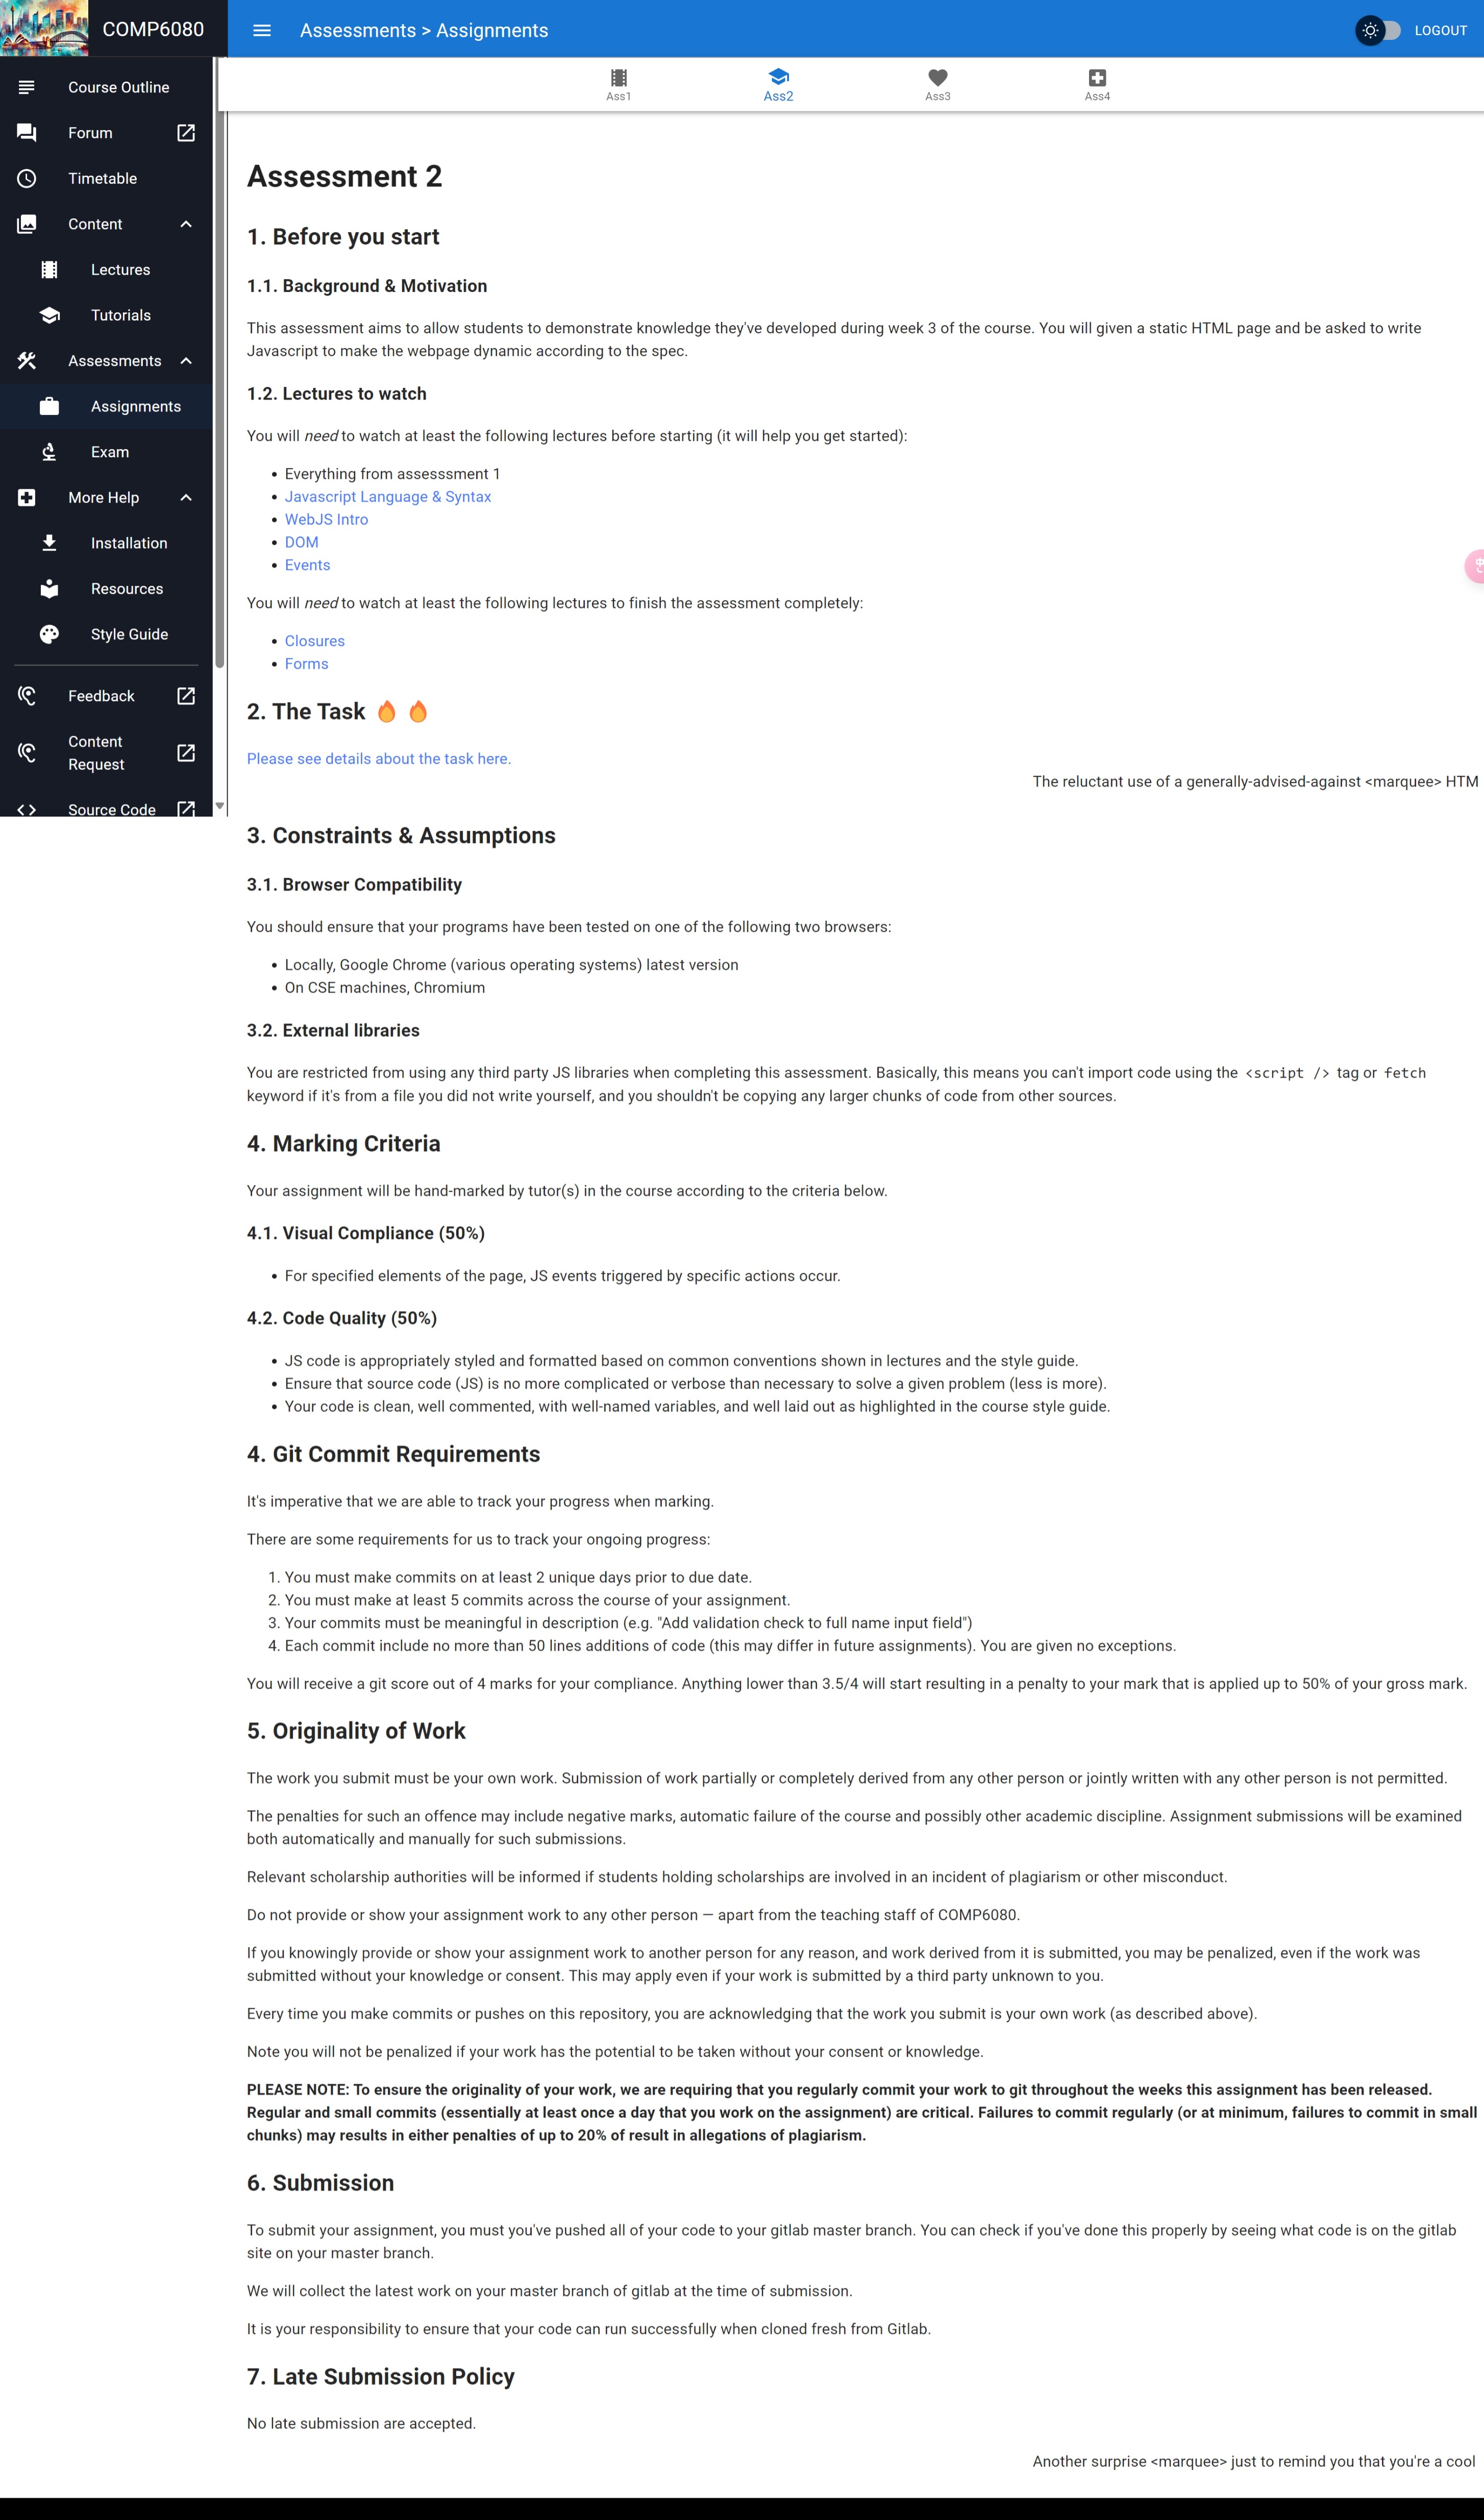 COMP6080
Assessments > Assignments
LOGOUT
Course Outline
Forum
Timetable
Content
Lectures
Tutorials
Assessments
Assignments
Exam
More Help
Installation
Resources
Style Guide
Feedback
Content
Request
Source Code
Ass1
Ass2
Ass3
Ass4
Assessment 2
1. Before you start
1.1. Background & Motivation
This assessment aims to allow students to demonstrate knowledge they've developed during week 3 of the course. You will given a static HTML page and be asked to write
Javascript to make the webpage dynamic according to the spec.
1.2. Lectures to watch
You will need to watch at least the following lectures before starting (it will help you get started):
• Everything from assesssment 1
• Javascript Language & Syntax
• WebJS Intro
• DOM
• Events
You will need to watch at least the following lectures to finish the assessment completely:
• Closures
• Forms
2. The Task 🔥 🔥
Please see details about the task here.
The reluctant use of a generally-advised-against <marquee> HTM
3. Constraints & Assumptions
3.1. Browser Compatibility
You should ensure that your programs have been tested on one of the following two browsers:
• Locally, Google Chrome (various operating systems) latest version
• On CSE machines, Chromium
3.2. External libraries
You are restricted from using any third party JS libraries when completing this assessment. Basically, this means you can't import code using the <script /> tag or fetch
keyword if it's from a file you did not write yourself, and you shouldn't be copying any larger chunks of code from other sources.
4. Marking Criteria
Your assignment will be hand-marked by tutor(s) in the course according to the criteria below.
4.1. Visual Compliance (50%)
• For specified elements of the page, JS events triggered by specific actions occur.
4.2. Code Quality (50%)
• JS code is appropriately styled and formatted based on common conventions shown in lectures and the style guide.
• Ensure that source code (JS) is no more complicated or verbose than necessary to solve a given problem (less is more).
• Your code is clean, well commented, with well-named variables, and well laid out as highlighted in the course style guide.
4. Git Commit Requirements
It's imperative that we are able to track your progress when marking.
There are some requirements for us to track your ongoing progress:
1. You must make commits on at least 2 unique days prior to due date.
2. You must make at least 5 commits across the course of your assignment.
3. Your commits must be meaningful in description (e.g. "Add validation check to full name input field")
4. Each commit include no more than 50 lines additions of code (this may differ in future assignments). You are given no exceptions.
You will receive a git score out of 4 marks for your compliance. Anything lower than 3.5/4 will start resulting in a penalty to your mark that is applied up to 50% of your gross mark.
5. Originality of Work
The work you submit must be your own work. Submission of work partially or completely derived from any other person or jointly written with any other person is not permitted.
The penalties for such an offence may include negative marks, automatic failure of the course and possibly other academic discipline. Assignment submissions will be examined
both automatically and manually for such submissions.
Relevant scholarship authorities will be informed if students holding scholarships are involved in an incident of plagiarism or other misconduct.
Do not provide or show your assignment work to any other person — apart from the teaching staff of COMP6080.
If you knowingly provide or show your assignment work to another person for any reason, and work derived from it is submitted, you may be penalized, even if the work was
submitted without your knowledge or consent. This may apply even if your work is submitted by a third party unknown to you.
Every time you make commits or pushes on this repository, you are acknowledging that the work you submit is your own work (as described above).
Note you will not be penalized if your work has the potential to be taken without your consent or knowledge.
PLEASE NOTE: To ensure the originality of your work, we are requiring that you regularly commit your work to git throughout the weeks this assignment has been released.
Regular and small commits (essentially at least once a day that you work on the assignment) are critical. Failures to commit regularly (or at minimum, failures to commit in small
chunks) may results in either penalties of up to 20% of result in allegations of plagiarism.
6. Submission
To submit your assignment, you must you've pushed all of your code to your gitlab master branch. You can check if you've done this properly by seeing what code is on the gitlab
site on your master branch.
We will collect the latest work on your master branch of gitlab at the time of submission.
It is your responsibility to ensure that your code can run successfully when cloned fresh from Gitlab.
7. Late Submission Policy
No late submission are accepted.
Another surprise <marquee> just to remind you that you're a cool